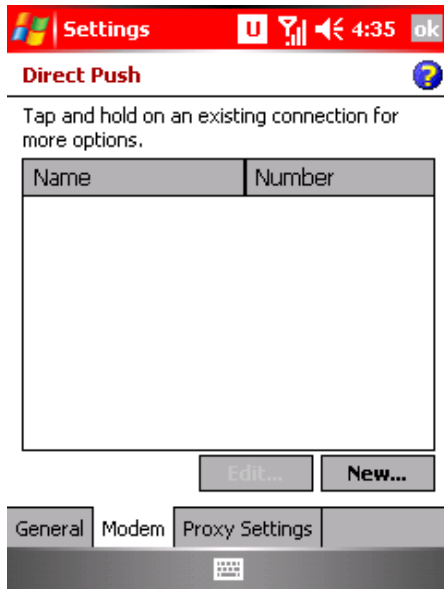 Settings U 4:35 ok
Direct Push
Tap and hold on an existing connection for
more options.
Name Number
Edit... New...
General Modem Proxy Settings